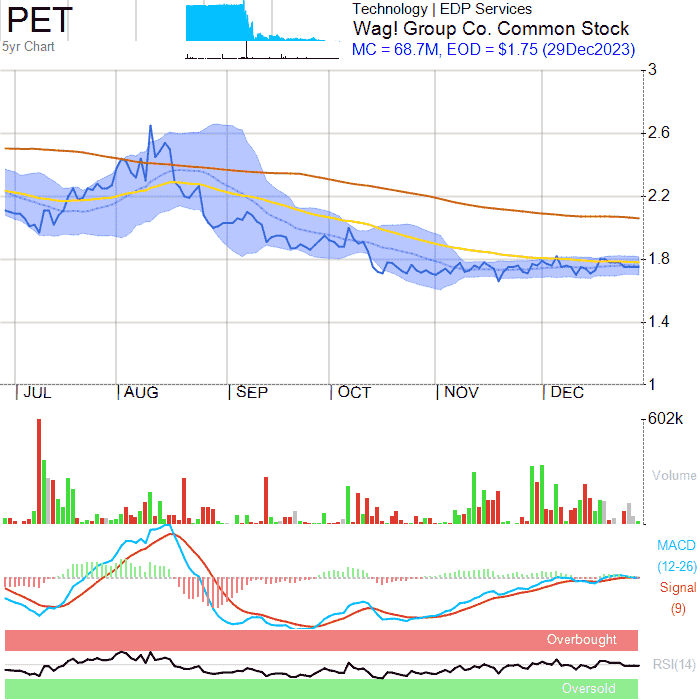 PET
5yr Chart
Technology | EDP Services
Wag! Group Co. Common Stock
MC = 68.7M, EOD = $1.75 (29Dec2023)
3
2.6
2.2
1.8
1.4
1
JUL AUG SEP OCT NOV DEC
602k
Volume
MACD
(12-26)
Signal
(9)
Overbought
RSI(14)
Oversold